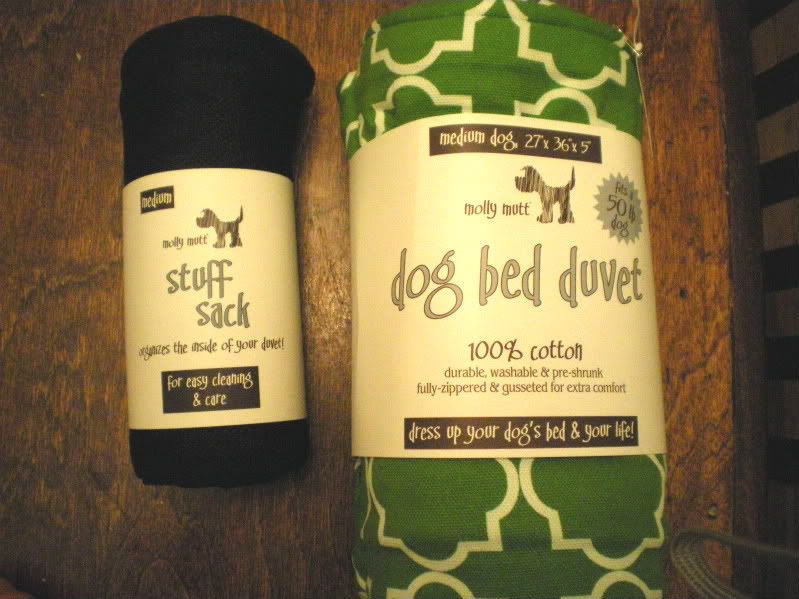 medium
molly mutt
stuff
sack
organizes the inside of your duvet!
for easy cleaning
& care
medium dog, 27"x 36"x 5"
molly mutt
fits a
50 lb
dog
dog bed duvet
100% cotton
durable, washable & pre-shrunk
fully-zippered & gusseted for extra comfort
dress up your dog's bed & your life!